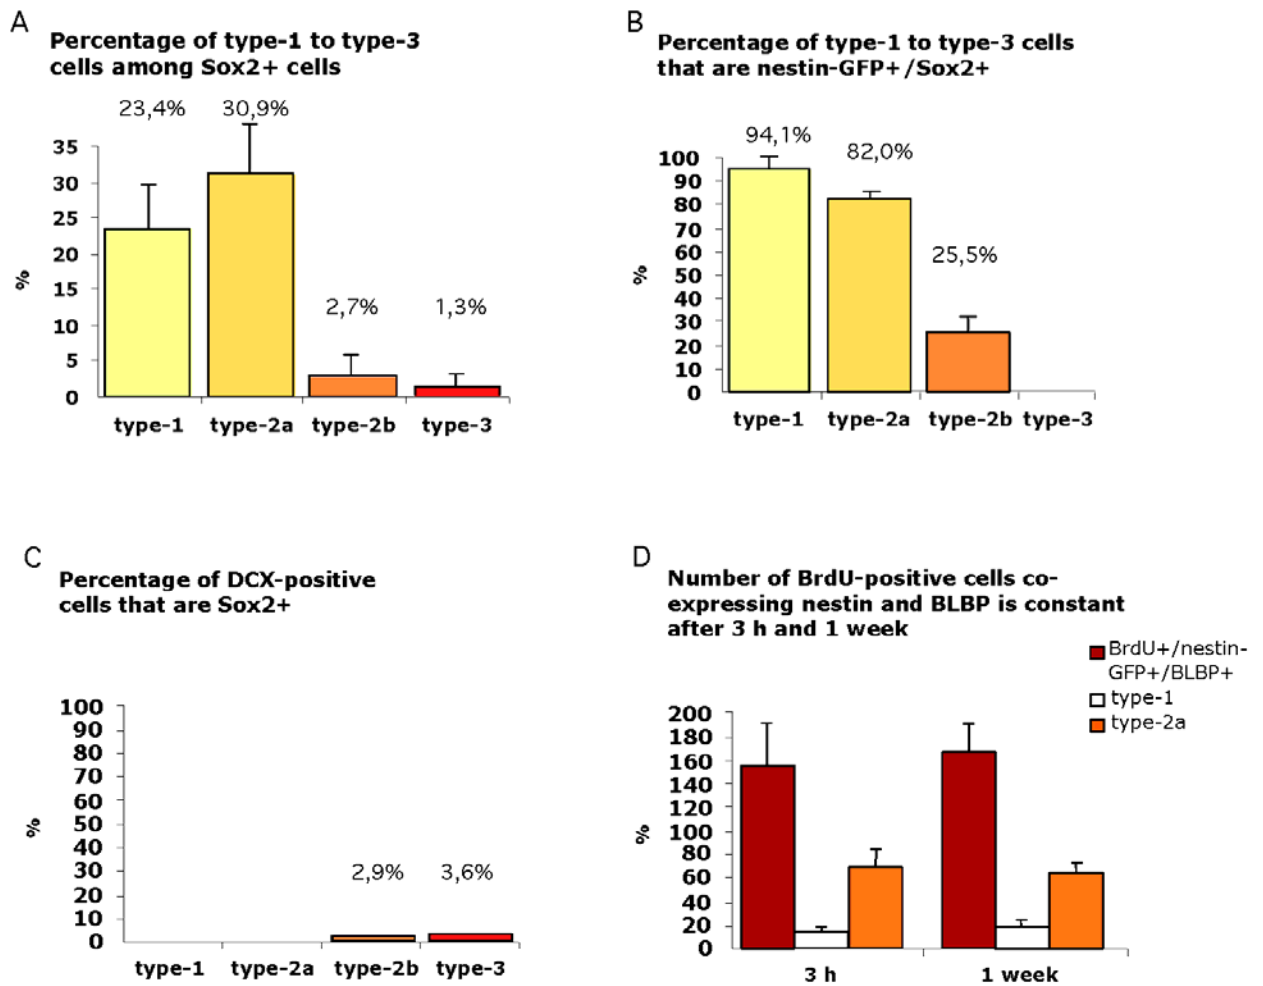 A
Percentage of type-1 to type-3
cells among Sox2+ cells
23,4% 30,9%
35
30
25
20
15
10
5
0
%
2,7% 1,3%
type-1 type-2a type-2b type-3
B
Percentage of type-1 to type-3 cells
that are nestin-GFP+/Sox2+
94,1%
82,0%
25,5%
100
90
80
70
60
50
40
30
20
10
0
%
type-1 type-2a type-2b type-3
C
Percentage of DCX-positive
cells that are Sox2+
100
90
80
70
60
50
40
30
20
10
0
%
2,9% 3,6%
type-1 type-2a type-2b type-3
D
Number of BrdU-positive cells co-
expressing nestin and BLBP is constant
after 3 h and 1 week
BrdU+/nestin-
GFP+/BLBP+
type-1
type-2a
200
180
160
140
120
100
80
60
40
20
0
%
3 h 1 week